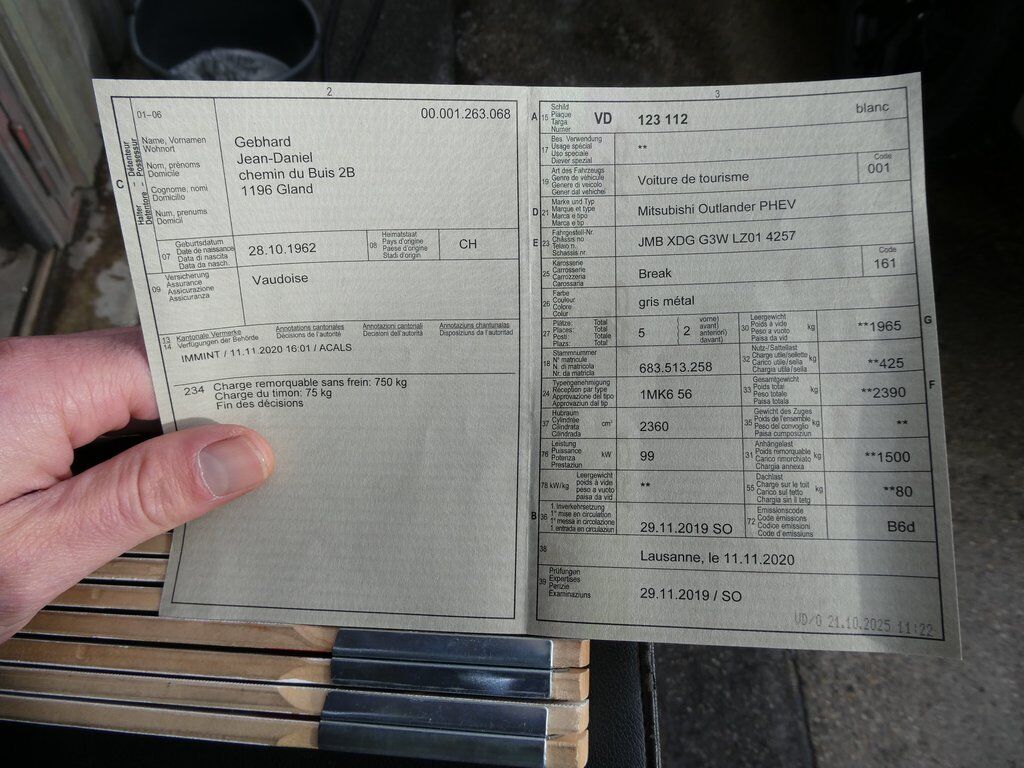 2
01–06
00.001.263.068
C
Halter - Détenteur
Detentore - Possessur
Name, Vornamen
Wohnort
Nom, prénoms
Domicile
Cognome, nomi
Domicilio
Num, prenums
Domicil
Gebhard
Jean-Daniel
chemin du Buis 2B
1196 Gland
07
Geburtsdatum
Date de naissance
Data di nascita
Data da nasch.
28.10.1962
08
Heimatstaat
Pays d'origine
Paese d'origine
Stadi d'origin
CH
09
Versicherung
Assurance
Assicurazione
Assicuranza
Vaudoise
13 Kantonale Vermerke Annotations cantonales Annotazioni cantonali Annotaziuns chantunalas
14 Verfügungen der Behörde Décisions de l'autorité Decisioni dell'autorità Disposiziuns da l'autoritad
IMMINT / 11.11.2020 16:01 / ACALS
234 Charge remorquable sans frein: 750 kg
Charge du timon: 75 kg
Fin des décisions
3
A 15
Schild
Plaque
Targa
Numer
VD 123 112 blanc
17
Bes. Verwendung
Usage spécial
Uso speciale
Diever spezial
**
19
Art des Fahrzeugs
Genre de véhicule
Genere di veicolo
Gener dal vehichel
Voiture de tourisme
Code
001
D 21
Marke und Typ
Marque et type
Marca e tipo
Marca e tip
Mitsubishi Outlander PHEV
E 23
Fahrgestell-Nr.
Châssis no
Telaio n.
Schassis nr.
JMB XDG G3W LZ01 4257
25
Karosserie
Carrosserie
Carrozzeria
Carossaria
Break
Code
161
26
Farbe
Couleur
Colore
Color
gris métal
27
Plätze: Total
Places: Total
Posti: Totale
Plazs: Total
5
( 2
vorne)
avant)
anteriori)
davant)
30
Leergewicht
Poids à vide
Peso a vuoto
Paisa da vid
kg
**1965
G
18
Stammnummer
N° matricule
N. di matricola
Nr. da matricla
683.513.258
32
Nutz-/Sattellast
Charge utile/sellette
Carico utile/sella
Chargia utila/sella
kg
**425
24
Typengenehmigung
Réception par type
Approvazione del tipo
Approvaziun dal tip
1MK6 56
33
Gesamtgewicht
Poids total
Peso totale
Paisa totala
kg
**2390
F
37
Hubraum
Cylindrée
Cilindrata
Cilindrada
cm³
2360
35
Gewicht des Zuges
Poids de l'ensemble
Peso del convoglio
Paisa cumposiziun
kg
**
76
Leistung
Puissance
Potenza
Prestaziun
kW
99
31
Anhängelast
Poids remorquable
Carico rimorchiato
Chargia annexa
kg
**1500
78 kW/kg
Leergewicht
poids à vide
peso a vuoto
paisa da vid
**
55
Dachlast
Charge sur le toit
Carico sul tetto
Chargia sin il tetg
kg
**80
B 36
1. Inverkehrsetzung
1re mise en circulation
1a messa in circolazione
1. entrada en circulaziun
29.11.2019 SO
72
Emissionscode
Code émissions
Codice emissioni
Code d'emissiuns
B6d
38
Lausanne, le 11.11.2020
39
Prüfungen
Expertises
Perizie
Examinaziuns
29.11.2019 / SO
VD/G 21.10.2025 11:22